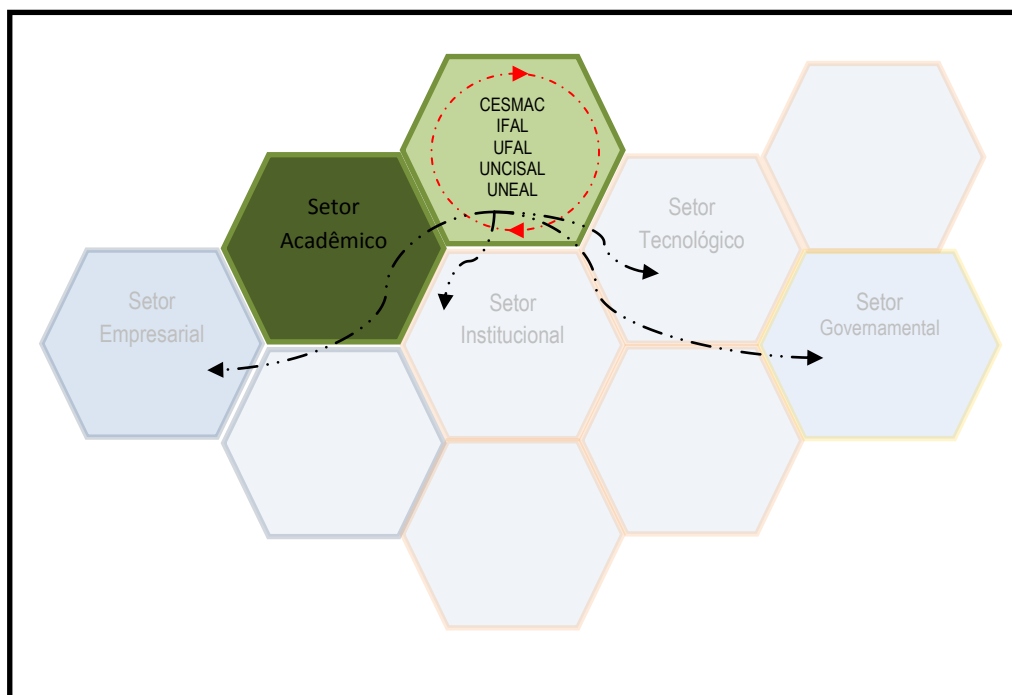 CESMAC
IFAL
UFAL
UNCISAL
UNEAL
Setor
Acadêmico
Setor
Tecnológico
Setor
Empresarial
Setor
Institucional
Setor
Governamental